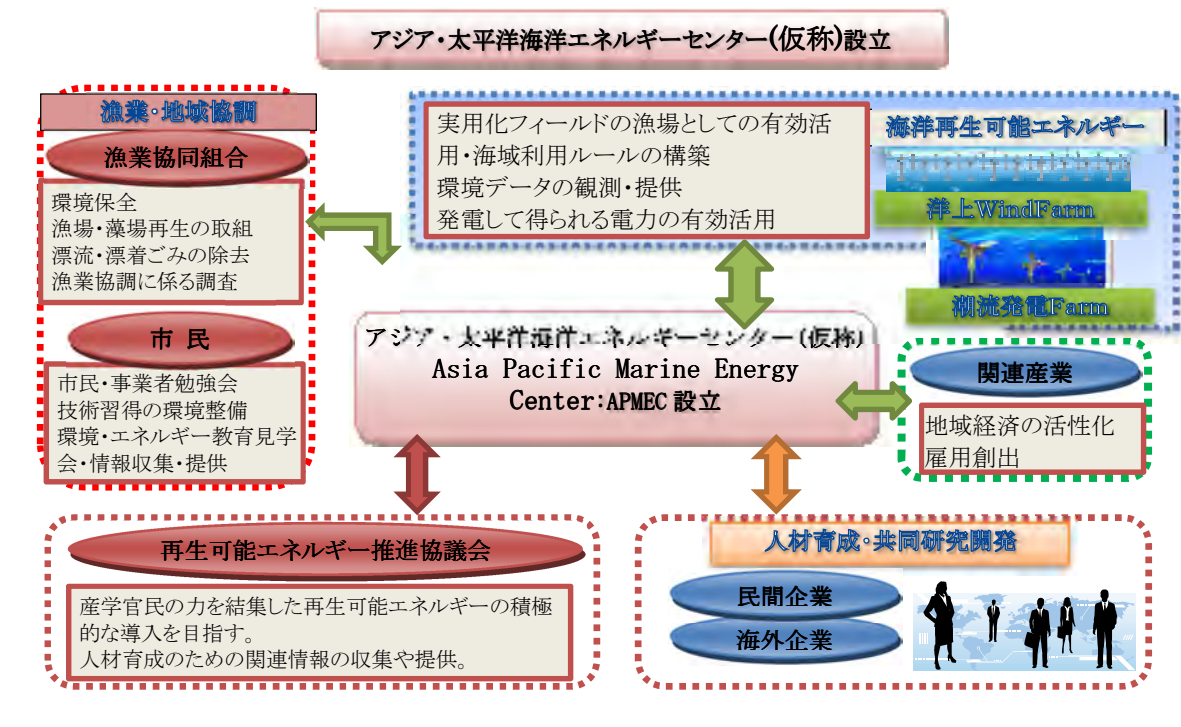 アジア・太平洋海洋エネルギーセンター(仮称)設立
漁業・地域協調
漁業協同組合
環境保全
漁場・藻場再生の取組
漂流・漂着ごみの除去
漁業協調に係る調査
市 民
市民・事業者勉強会
技術習得の環境整備
環境・エネルギー教育見学
会・情報収集・提供
実用化フィールドの漁場としての有効活
用・海域利用ルールの構築
環境データの観測・提供
発電して得られる電力の有効活用
海洋再生可能エネルギー
洋上WindFarm
潮流発電Farm
アジア・太平洋海洋エネルギーセンター(仮称)
Asia Pacific Marine Energy
Center:APMEC 設立
関連産業
地域経済の活性化
雇用創出
再生可能エネルギー推進協議会
産学官民の力を結集した再生可能エネルギーの積極
的な導入を目指す。
人材育成のための関連情報の収集や提供。
人材育成・共同研究開発
民間企業
海外企業